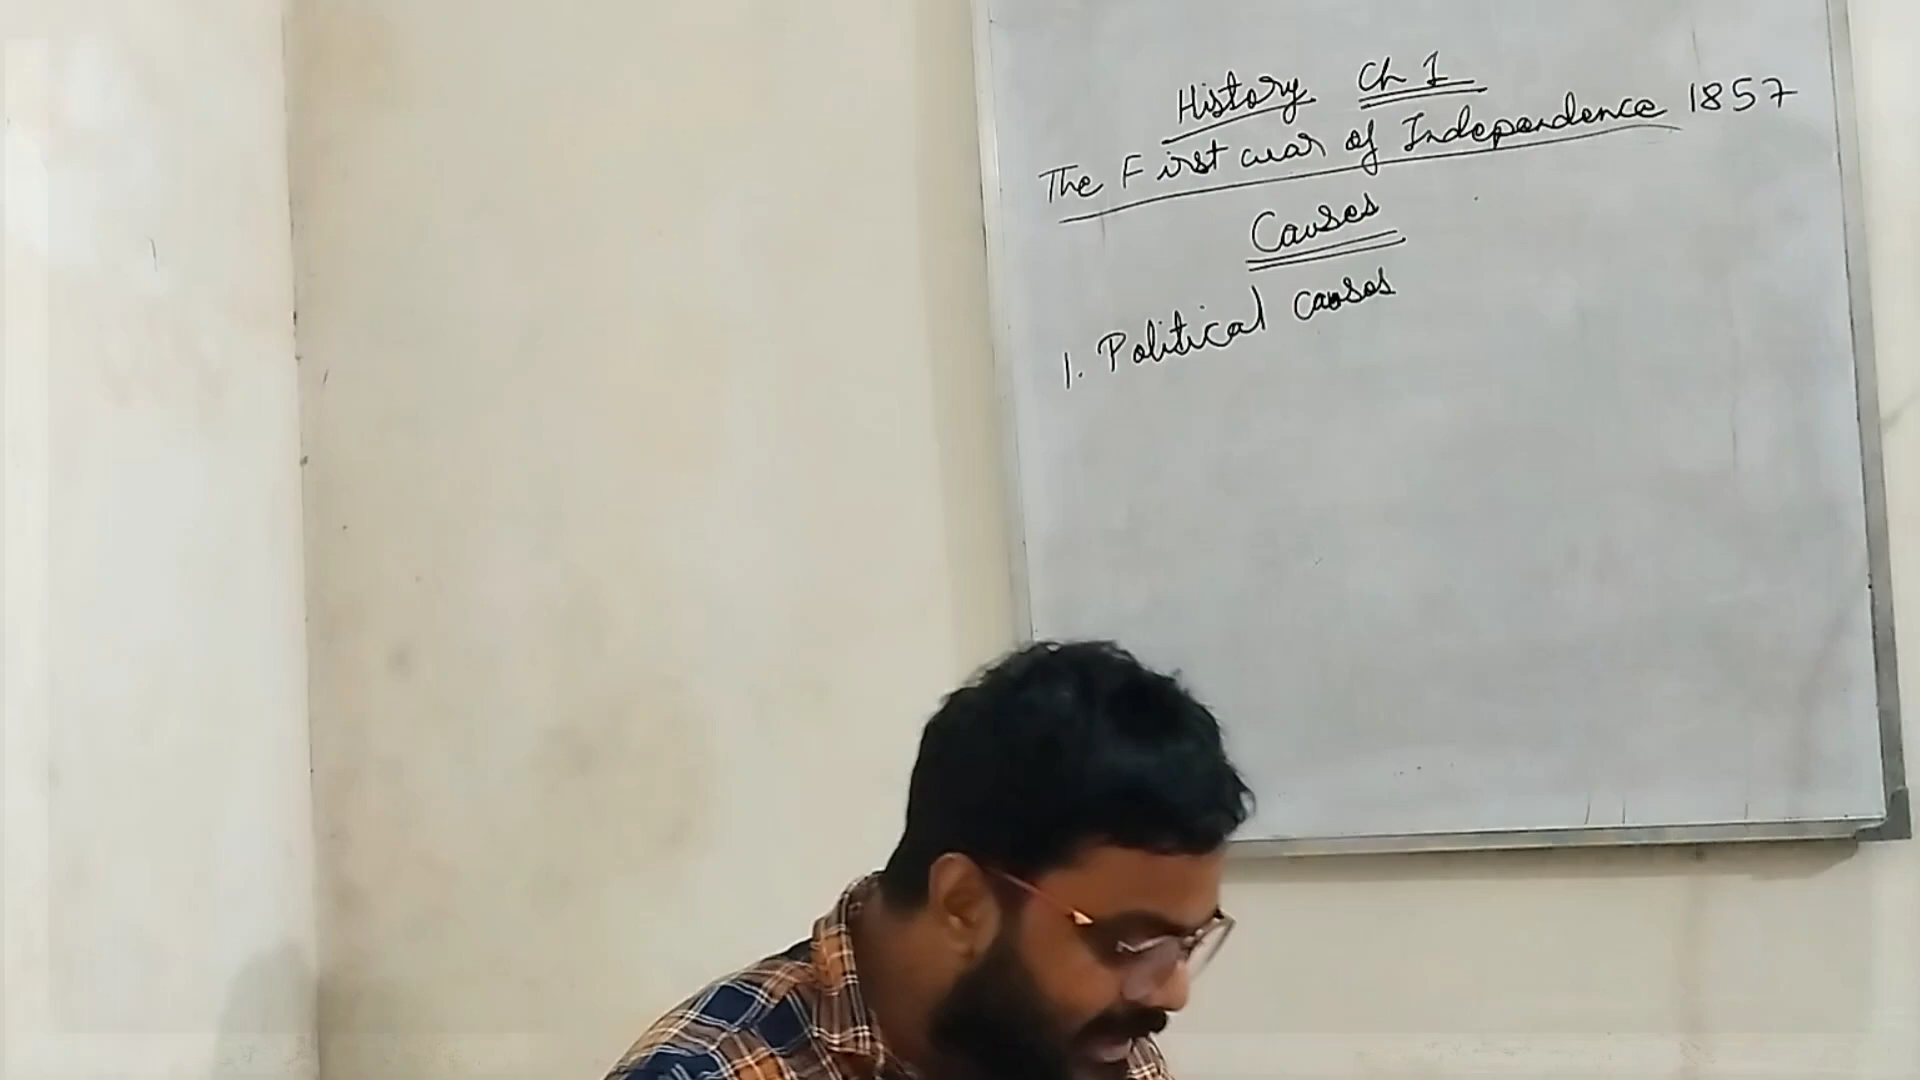 History Ch 1
The First war of Independence 1857
Causes
1. Political causes